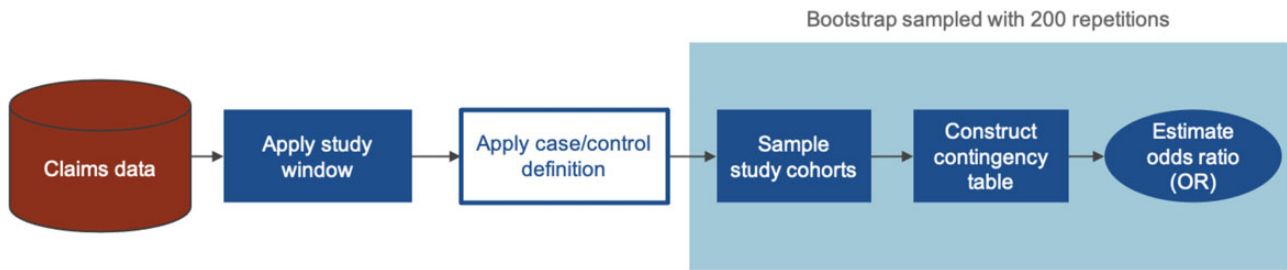 Bootstrap sampled with 200 repetitions
Claims data
Apply study
window
Apply case/control
definition
Sample
study cohorts
Construct
contingency
table
Estimate
odds ratio
(OR)